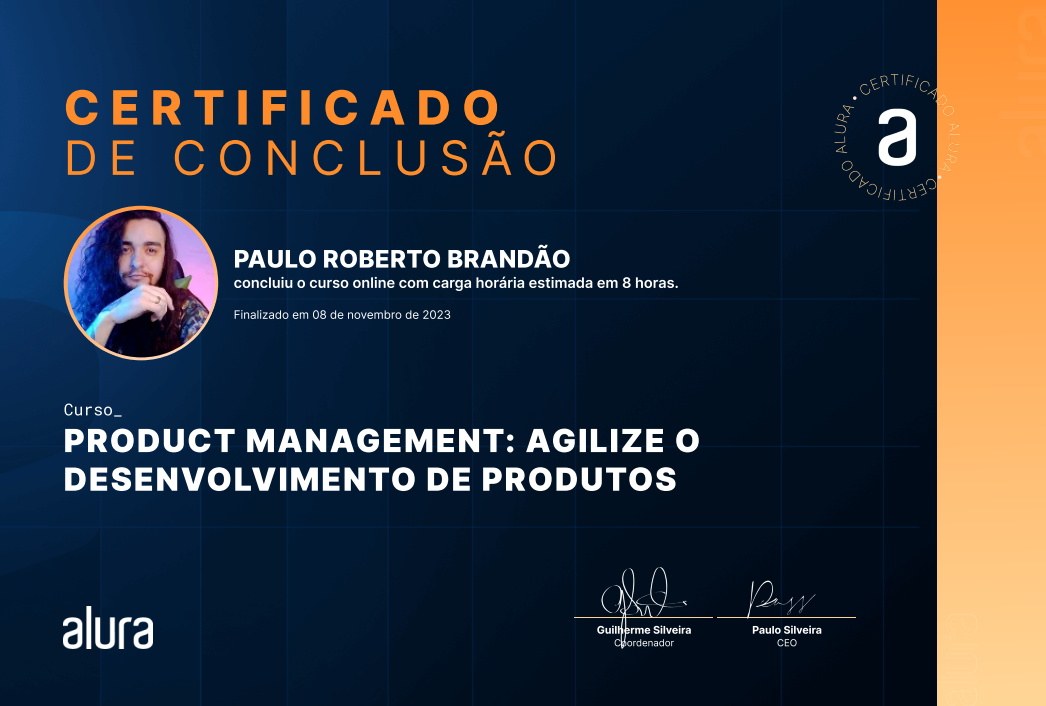 CERTIFICADO
DE CONCLUSÃO
CERTIFICADO ALURA • CERTIFICADO ALURA •
a
PAULO ROBERTO BRANDÃO
concluiu o curso online com carga horária estimada em 8 horas.
Finalizado em 08 de novembro de 2023
Curso_
PRODUCT MANAGEMENT: AGILIZE O
DESENVOLVIMENTO DE PRODUTOS
alura
Guilherme Silveira
Coordenador
Paulo Silveira
CEO
alura
alura